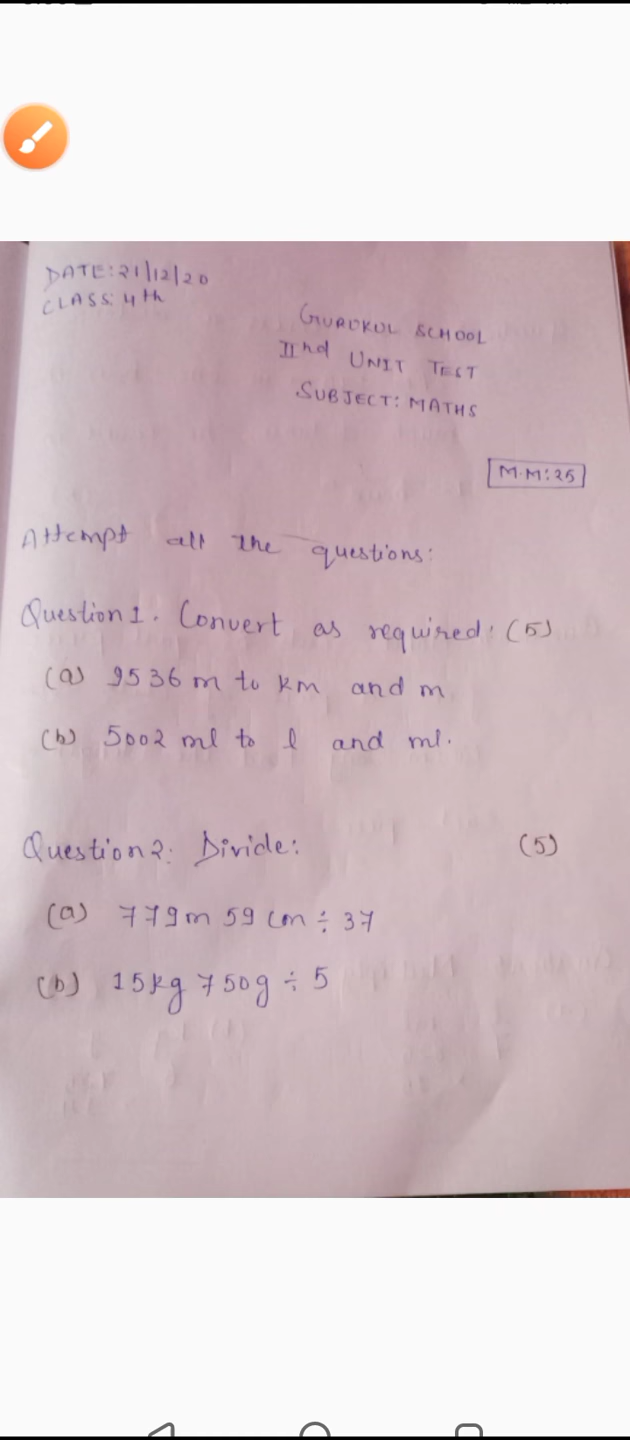 DATE: 21/12/20
CLASS: 4th
GURUKUL SCHOOL
IInd UNIT TEST
SUBJECT: MATHS
M.M: 25
Attempt all the questions:
Question 1. Convert as required: (5)
(a) 9536 m to km and m
(b) 5002 ml to l and ml.
Question 2: Divide: (5)
(a) 779m 59 cm ÷ 37
(b) 15kg 750g ÷ 5